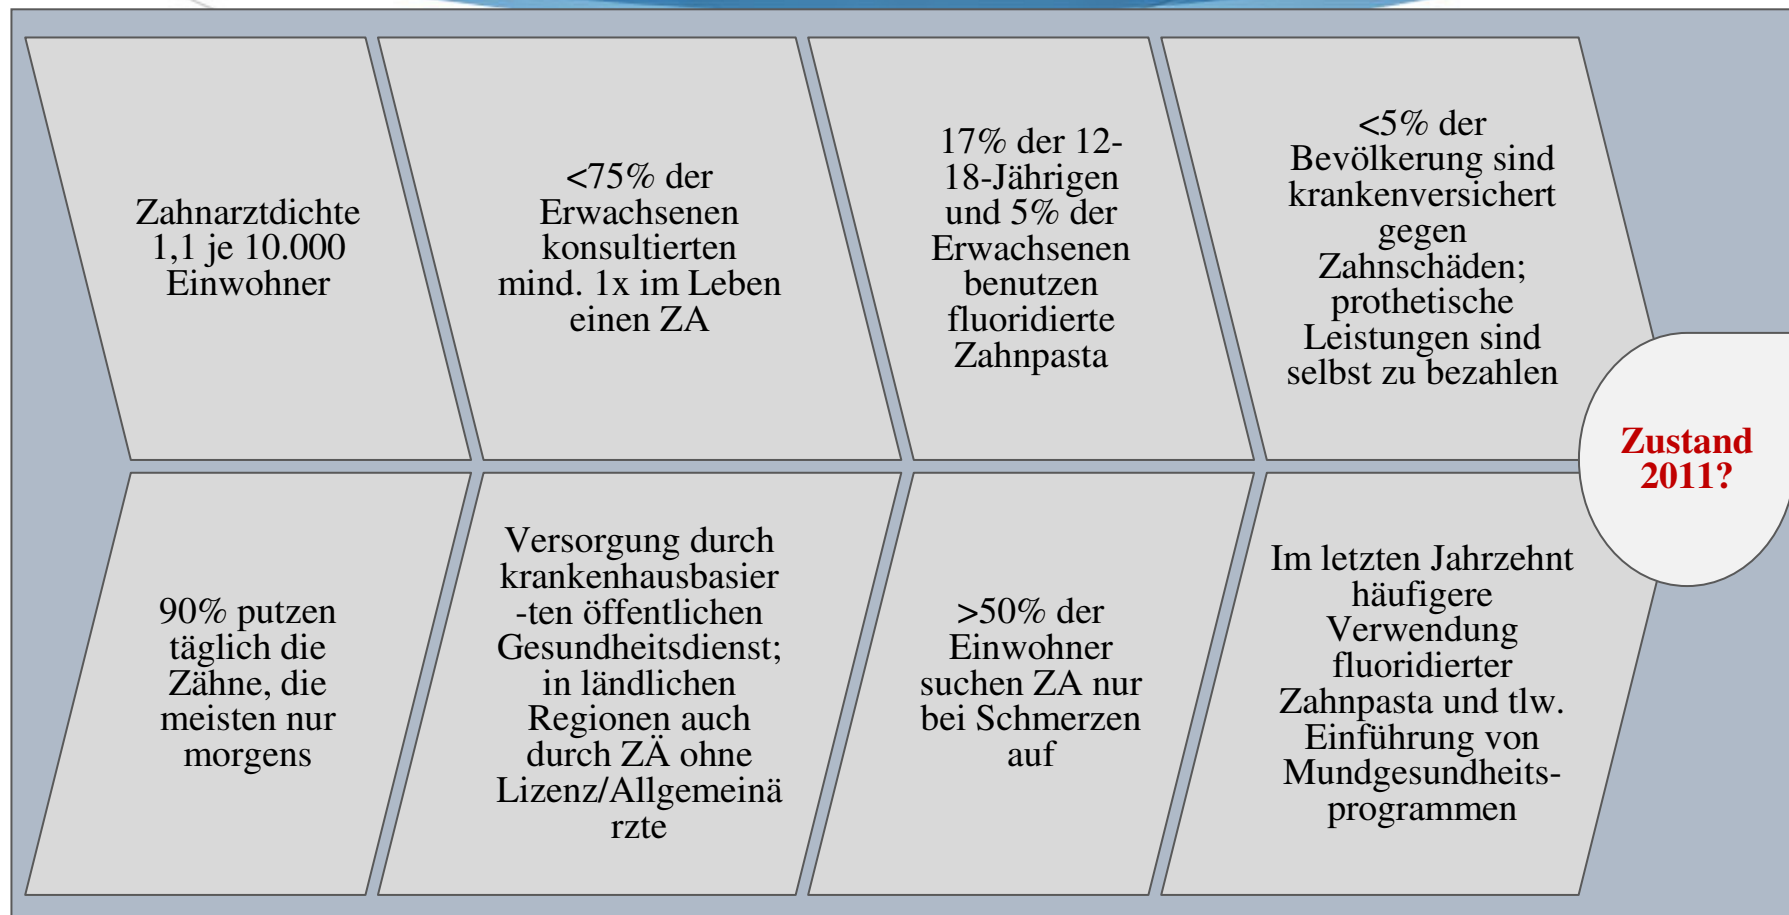 Zahnarztdichte
1,1 je 10.000
Einwohner
<75% der
Erwachsenen
konsultierten
mind. 1x im Leben
einen ZA
17% der 12-
18-Jährigen
und 5% der
Erwachsenen
benutzen
fluoridierte
Zahnpasta
<5% der
Bevölkerung sind
krankenversichert
gegen
Zahnschäden;
prothetische
Leistungen sind
selbst zu bezahlen
Zustand
2011?
90% putzen
täglich die
Zähne, die
meisten nur
morgens
Versorgung durch
krankenhausbasier
-ten öffentlichen
Gesundheitsdienst;
in ländlichen
Regionen auch
durch ZÄ ohne
Lizenz/Allgemeinä
rzte
>50% der
Einwohner
suchen ZA nur
bei Schmerzen
auf
Im letzten Jahrzehnt
häufigere
Verwendung
fluoridierter
Zahnpasta und tlw.
Einführung von
Mundgesundheits-
programmen